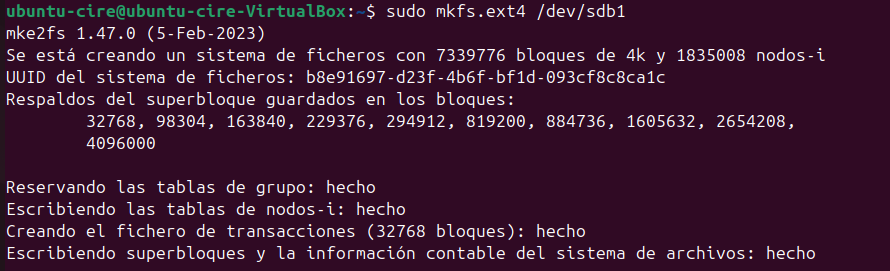 ubuntu-cire@ubuntu-cire-VirtualBox:~$ sudo mkfs.ext4 /dev/sdb1
mke2fs 1.47.0 (5-Feb-2023)
Se está creando un sistema de ficheros con 7339776 bloques de 4k y 1835008 nodos-i
UUID del sistema de ficheros: b8e91697-d23f-4b6f-bf1d-093cf8c8ca1c
Respaldos del superbloque guardados en los bloques:
        32768, 98304, 163840, 229376, 294912, 819200, 884736, 1605632, 2654208,
        4096000
Reservando las tablas de grupo: hecho
Escribiendo las tablas de nodos-i: hecho
Creando el fichero de transacciones (32768 bloques): hecho
Escribiendo superbloques y la información contable del sistema de archivos: hecho